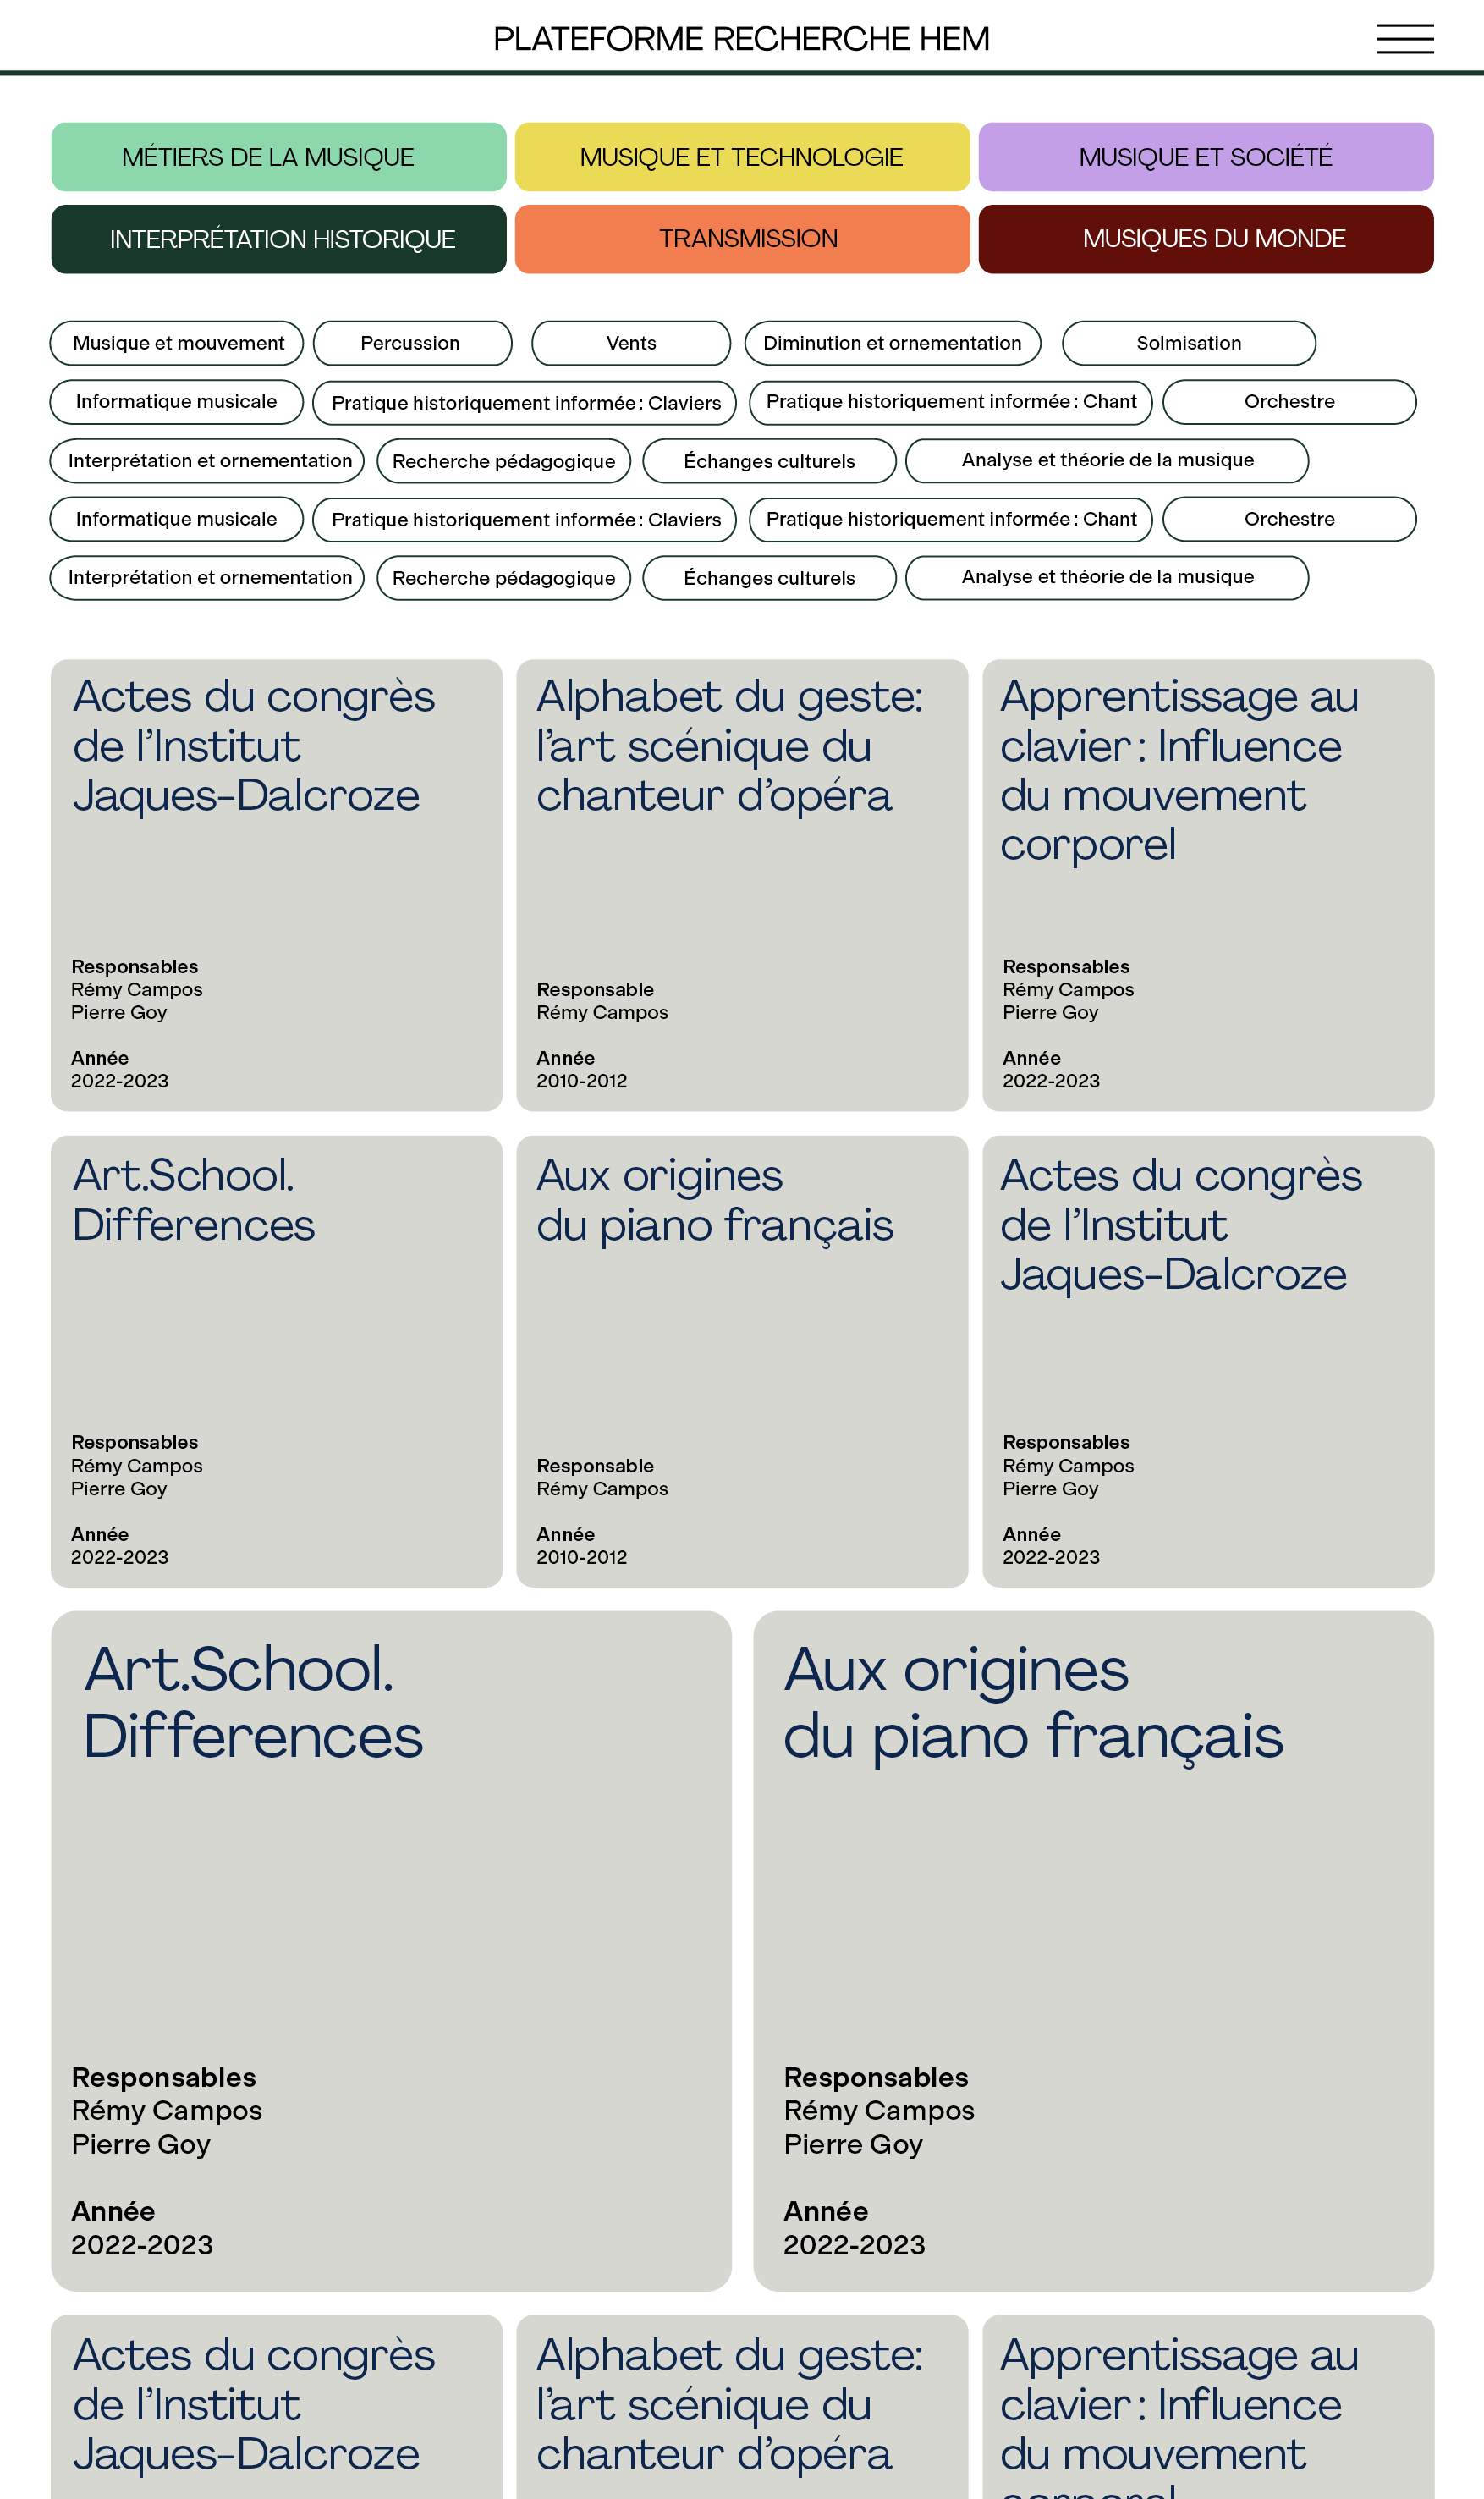 PLATEFORME RECHERCHE HEM
MÉTIERS DE LA MUSIQUE
MUSIQUE ET TECHNOLOGIE
MUSIQUE ET SOCIÉTÉ
INTERPRÉTATION HISTORIQUE
TRANSMISSION
MUSIQUES DU MONDE
Musique et mouvement
Percussion
Vents
Diminution et ornementation
Solmisation
Informatique musicale
Pratique historiquement informée : Claviers
Pratique historiquement informée : Chant
Orchestre
Interprétation et ornementation
Recherche pédagogique
Échanges culturels
Analyse et théorie de la musique
Informatique musicale
Pratique historiquement informée : Claviers
Pratique historiquement informée : Chant
Orchestre
Interprétation et ornementation
Recherche pédagogique
Échanges culturels
Analyse et théorie de la musique
Actes du congrès
de l’Institut
Jaques-Dalcroze
Responsables
Rémy Campos
Pierre Goy
Année
2022-2023
Alphabet du geste:
l’art scénique du
chanteur d’opéra
Responsable
Rémy Campos
Année
2010-2012
Apprentissage au
clavier : Influence
du mouvement
corporel
Responsables
Rémy Campos
Pierre Goy
Année
2022-2023
Art.School.
Differences
Responsables
Rémy Campos
Pierre Goy
Année
2022-2023
Aux origines
du piano français
Responsable
Rémy Campos
Année
2010-2012
Actes du congrès
de l’Institut
Jaques-Dalcroze
Responsables
Rémy Campos
Pierre Goy
Année
2022-2023
Art.School.
Differences
Responsables
Rémy Campos
Pierre Goy
Année
2022-2023
Aux origines
du piano français
Responsables
Rémy Campos
Pierre Goy
Année
2022-2023
Actes du congrès
de l’Institut
Jaques-Dalcroze
Alphabet du geste:
l’art scénique du
chanteur d’opéra
Apprentissage au
clavier : Influence
du mouvement